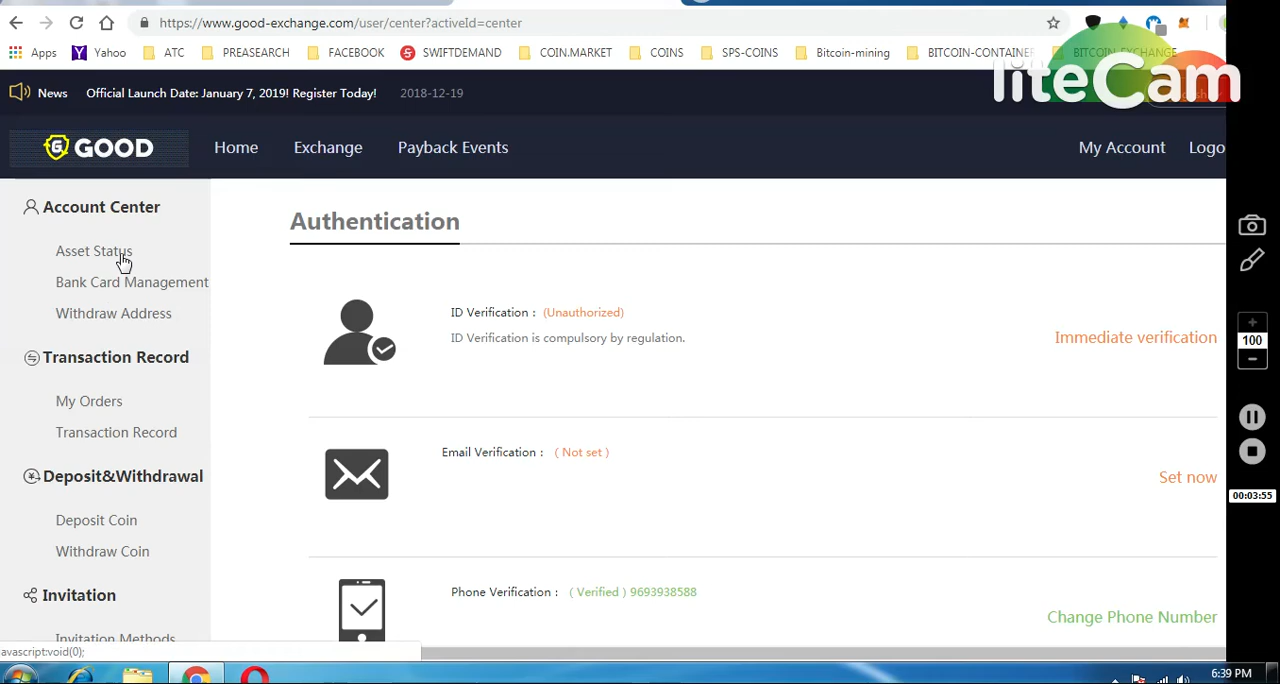 https://www.good-exchange.com/user/center?activeId=center
Apps Yahoo ATC PREASEARCH FACEBOOK SWIFTDEMAND COIN.MARKET COINS SPS-COINS Bitcoin-mining BITCOIN-CONTAINER BITCOIN-EXCHANGE
liteCam
News Official Launch Date: January 7, 2019! Register Today! 2018-12-19
GOOD Home Exchange Payback Events My Account Logo
Account Center
Asset Status
Bank Card Management
Withdraw Address
Transaction Record
My Orders
Transaction Record
Deposit&Withdrawal
Deposit Coin
Withdraw Coin
Invitation
Invitation Methods
Authentication
ID Verification : (Unauthorized)
ID Verification is compulsory by regulation.
Immediate verification
Email Verification : ( Not set )
Set now
Phone Verification : ( Verified ) 9693938588
Change Phone Number
100
00:03:55
avascript:void(0);
6:39 PM